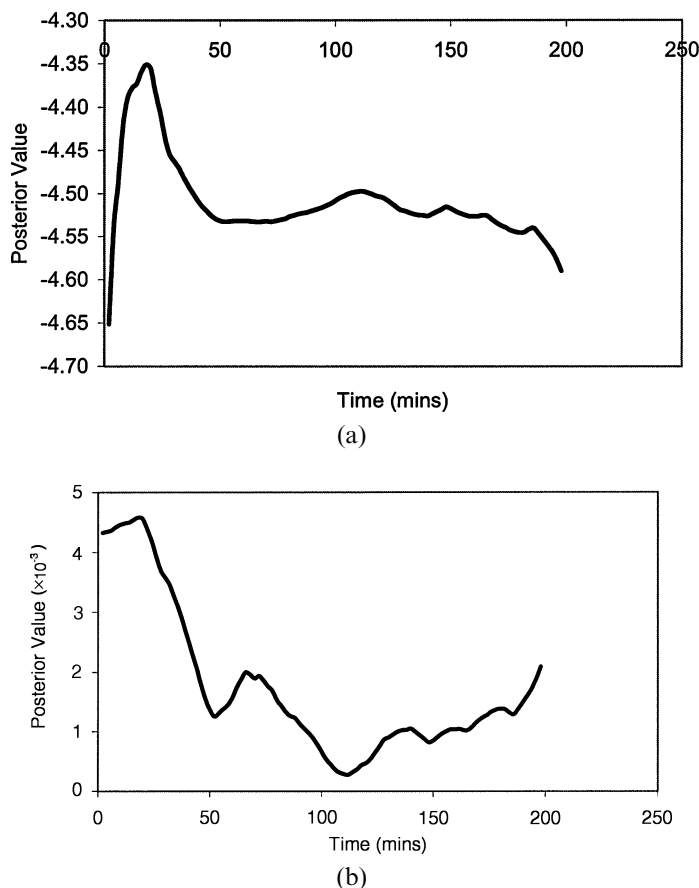 -4.30
0 50 100 150 200 250
-4.35
-4.40
-4.45
-4.50
-4.55
-4.60
-4.65
-4.70
Posterior Value
Time (mins)
(a)
5
4
3
2
1
0
Posterior Value (×10⁻³)
0 50 100 150 200 250
Time (mins)
(b)